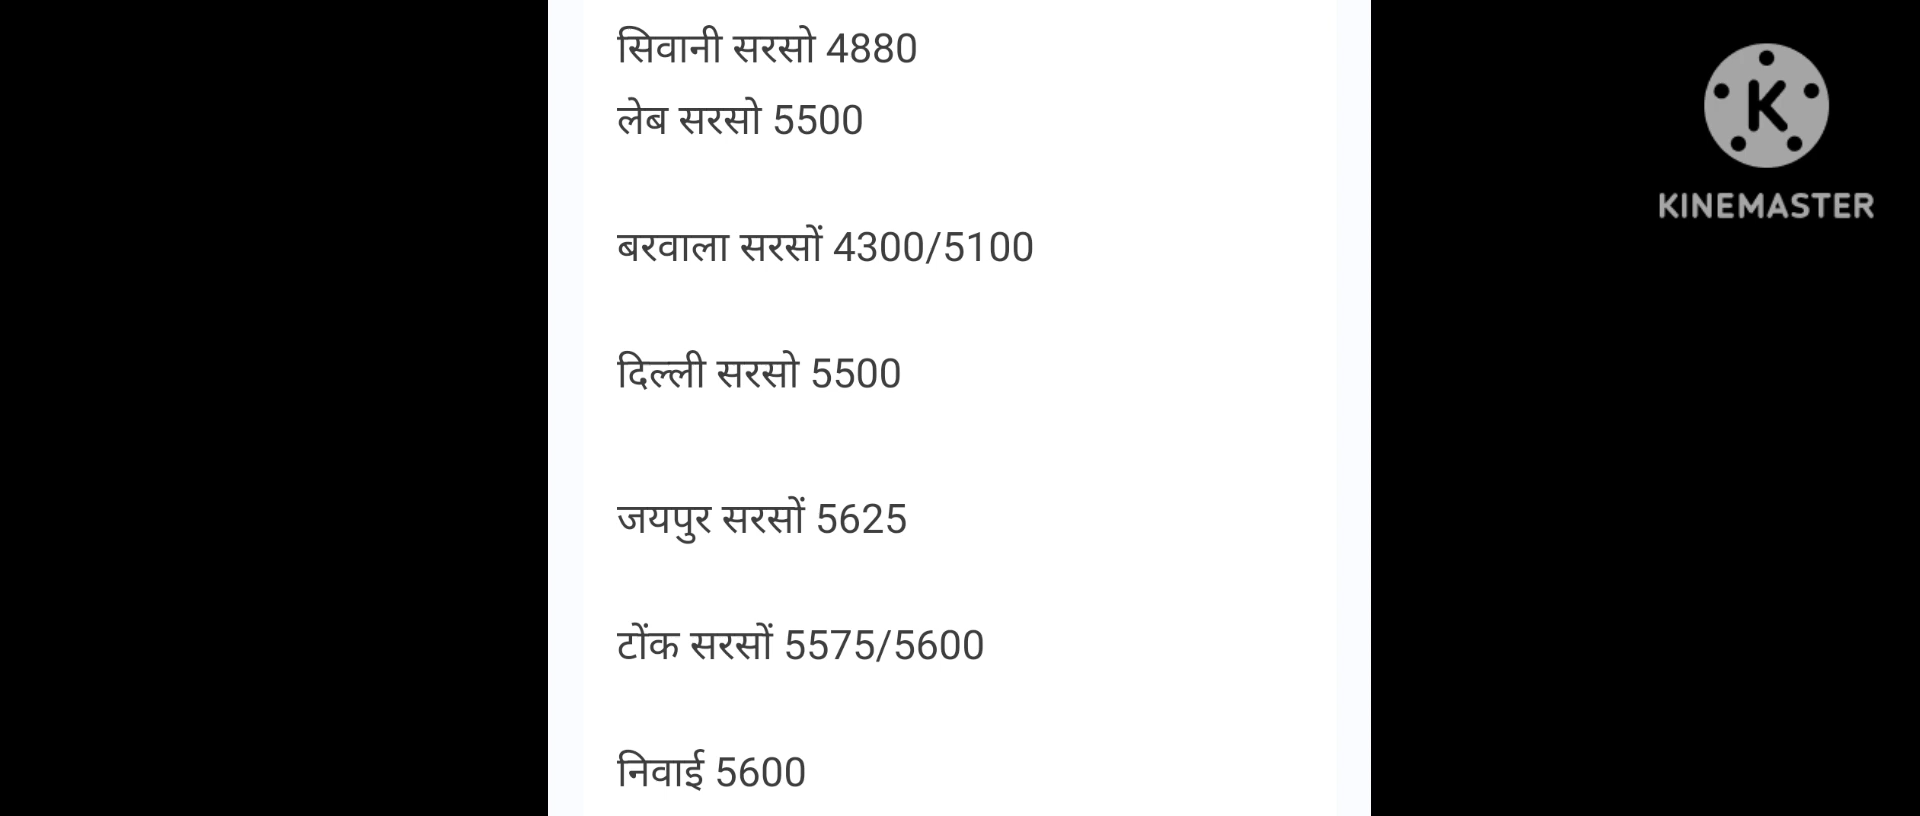 सिवानी सरसो 4880
लेब सरसो 5500
बरवाला सरसों 4300/5100
दिल्ली सरसो 5500
जयपुर सरसों 5625
टोंक सरसों 5575/5600
निवाई 5600
K
KINEMASTER